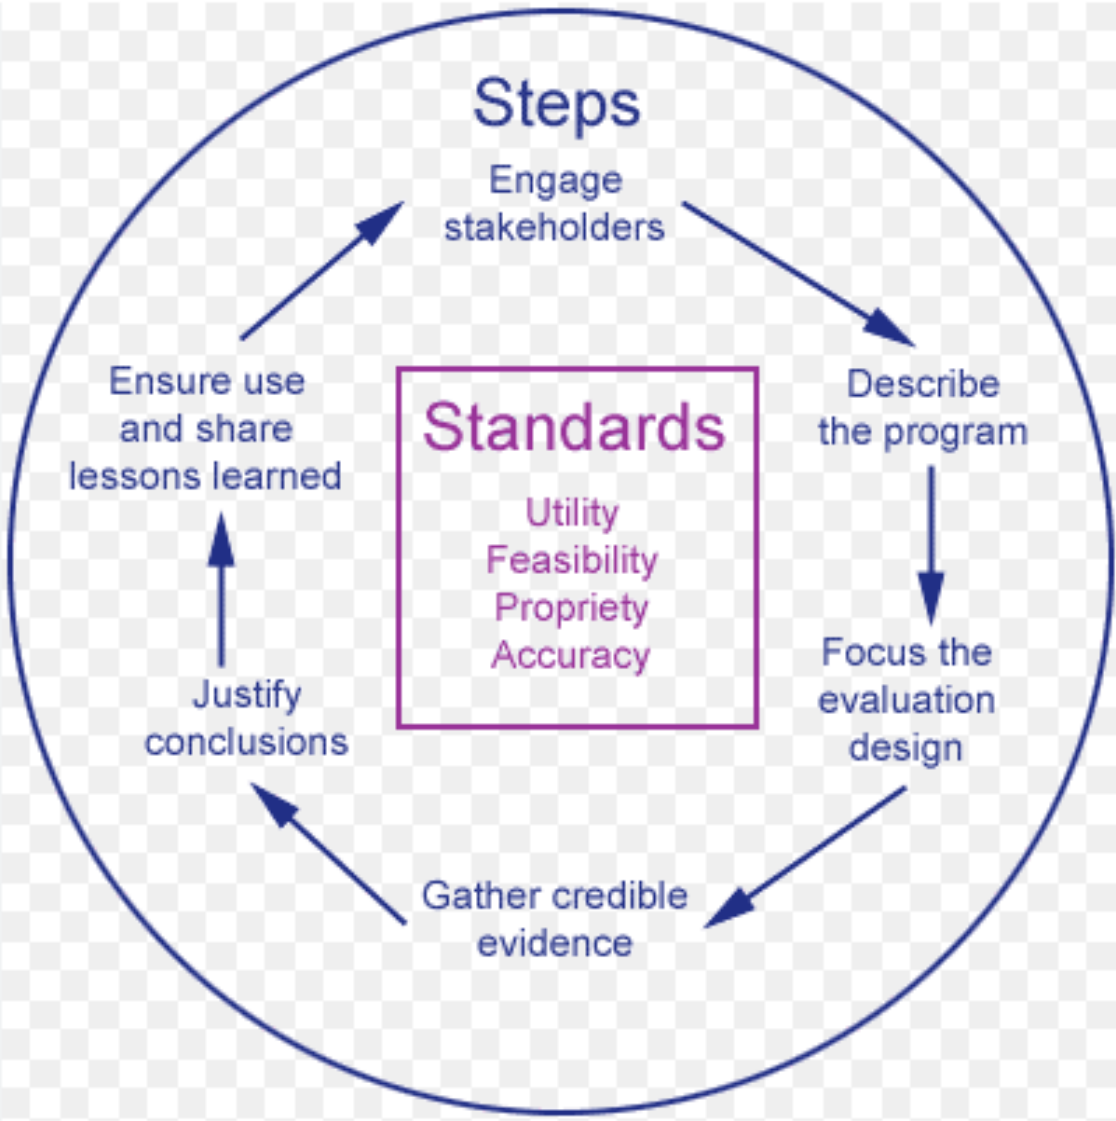 Steps
Engage
stakeholders
Describe
the program
Focus the
evaluation
design
Gather credible
evidence
Justify
conclusions
Ensure use
and share
lessons learned
Standards
Utility
Feasibility
Propriety
Accuracy